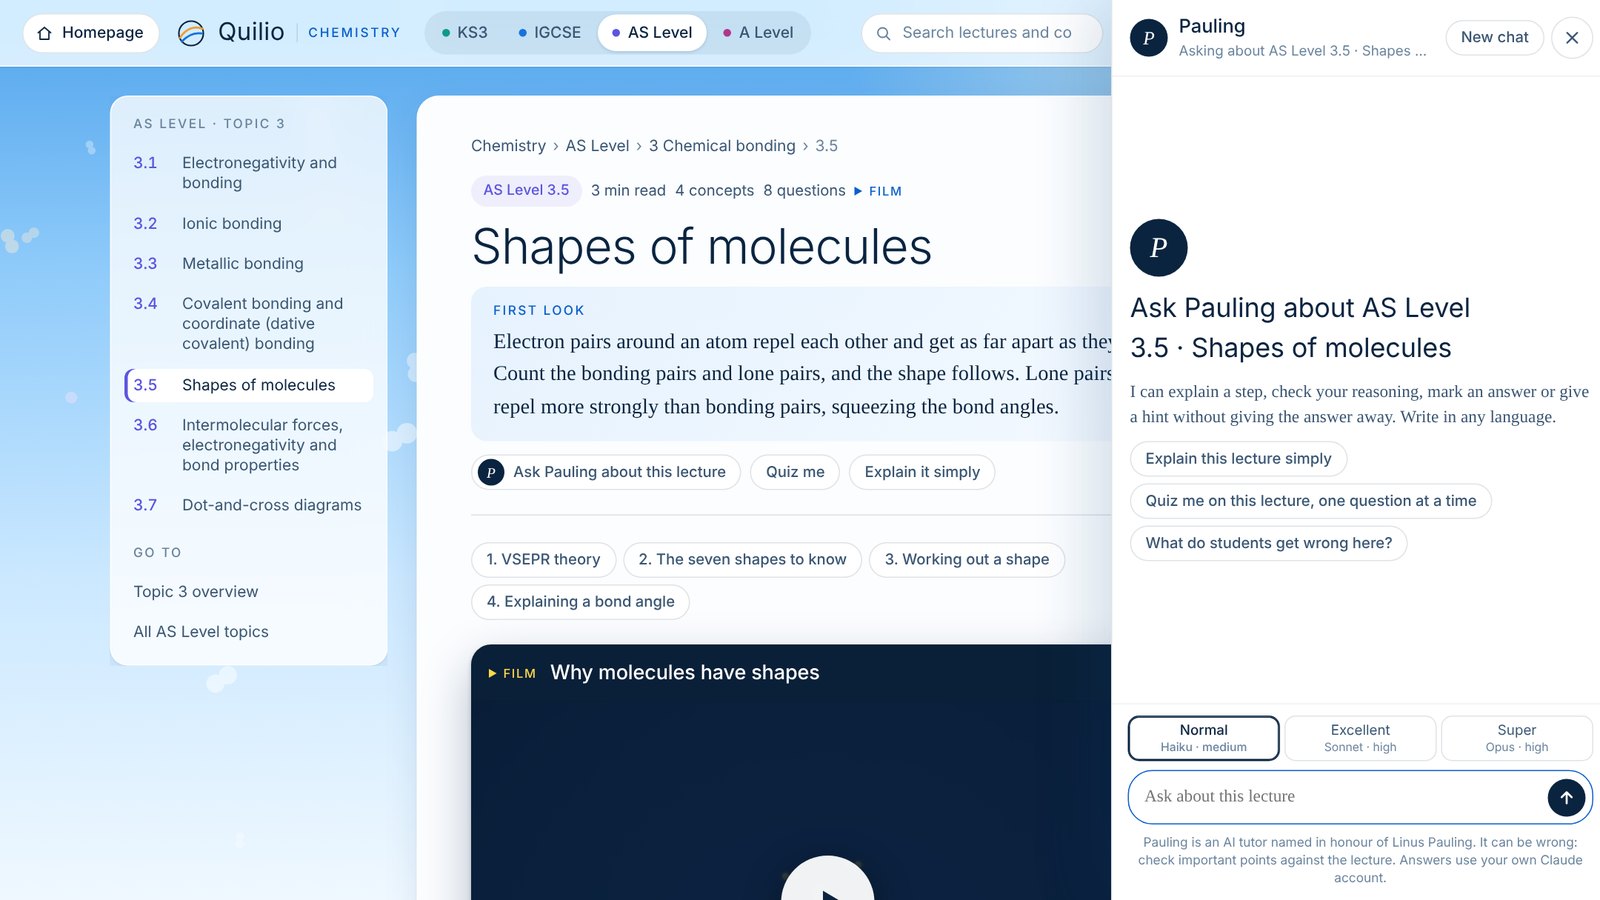 Homepage
Quilio
CHEMISTRY
KS3
IGCSE
AS Level
A Level
Search lectures and co
AS LEVEL · TOPIC 3
3.1 Electronegativity and
bonding
3.2 Ionic bonding
3.3 Metallic bonding
3.4 Covalent bonding and
coordinate (dative
covalent) bonding
3.5 Shapes of molecules
3.6 Intermolecular forces,
electronegativity and
bond properties
3.7 Dot-and-cross diagrams
GO TO
Topic 3 overview
All AS Level topics
Chemistry › AS Level › 3 Chemical bonding › 3.5
AS Level 3.5 3 min read 4 concepts 8 questions ▶ FILM
Shapes of molecules
FIRST LOOK
Electron pairs around an atom repel each other and get as far apart as they
Count the bonding pairs and lone pairs, and the shape follows. Lone pairs
repel more strongly than bonding pairs, squeezing the bond angles.
P Ask Pauling about this lecture
Quiz me
Explain it simply
1. VSEPR theory
2. The seven shapes to know
3. Working out a shape
4. Explaining a bond angle
▶ FILM Why molecules have shapes
P
Pauling
Asking about AS Level 3.5 · Shapes ...
New chat
P
Ask Pauling about AS Level
3.5 · Shapes of molecules
I can explain a step, check your reasoning, mark an answer or give
a hint without giving the answer away. Write in any language.
Explain this lecture simply
Quiz me on this lecture, one question at a time
What do students get wrong here?
Normal
Haiku · medium
Excellent
Sonnet · high
Super
Opus · high
Ask about this lecture
Pauling is an AI tutor named in honour of Linus Pauling. It can be wrong:
check important points against the lecture. Answers use your own Claude
account.